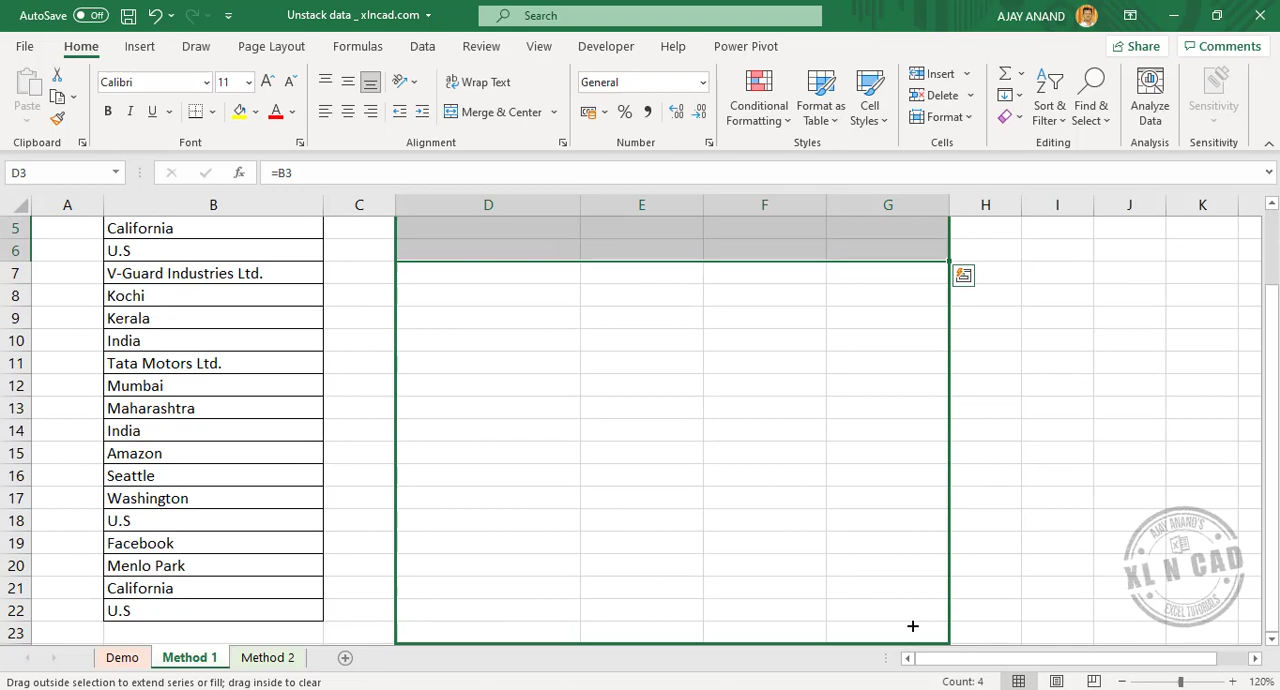 AutoSave Off Unstack data _ xlncad.com Search AJAY ANAND
File Home Insert Draw Page Layout Formulas Data Review View Developer Help Power Pivot Share Comments
Paste Calibri 11 Wrap Text General Conditional Formatting Format as Table Cell Styles Insert Sort & Filter Find & Select Analyze Data Sensitivity
B I U Merge & Center Delete
Format
Clipboard Font Alignment Number Styles Cells Editing Analysis Sensitivity
D3 fx =B3
A B C D E F G H I J K
5 California
6 U.S
7 V-Guard Industries Ltd.
8 Kochi
9 Kerala
10 India
11 Tata Motors Ltd.
12 Mumbai
13 Maharashtra
14 India
15 Amazon
16 Seattle
17 Washington
18 U.S
19 Facebook
20 Menlo Park
21 California
22 U.S
23
AJAY ANAND'S
XL N CAD
EXCEL TUTORIALS
Demo Method 1 Method 2
Drag outside selection to extend series or fill; drag inside to clear Count: 4 120%